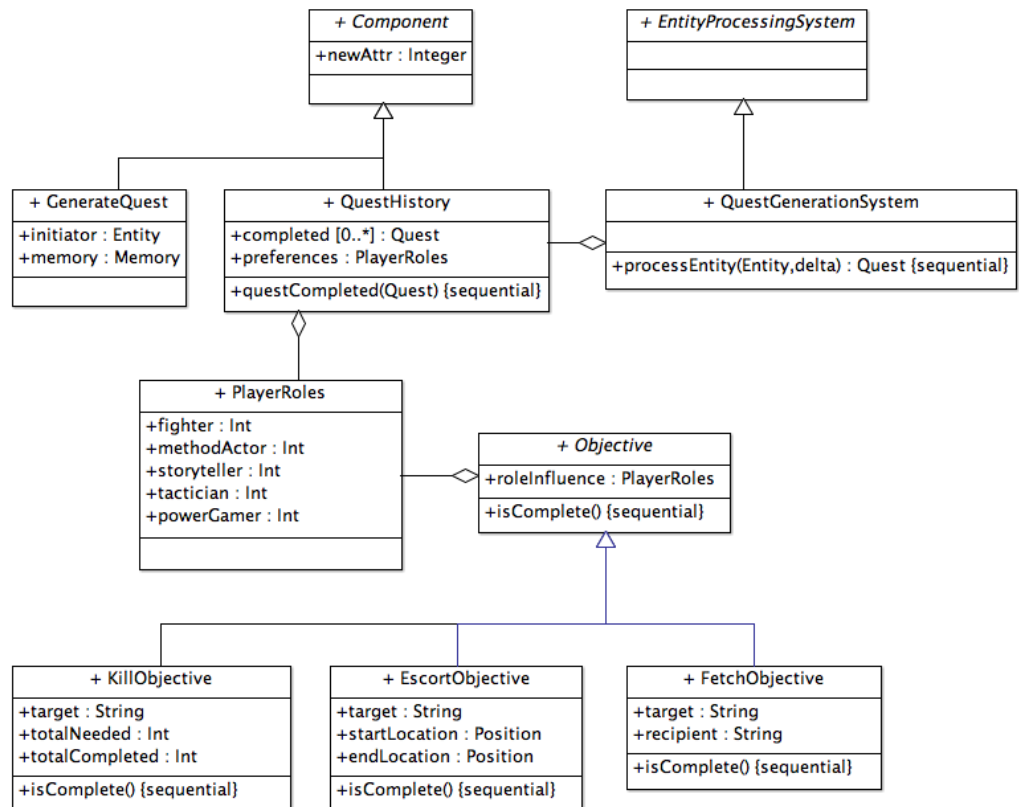 + Component
+newAttr : Integer
+ EntityProcessingSystem
+ GenerateQuest
+initiator : Entity
+memory : Memory
+ QuestHistory
+completed [0..*] : Quest
+preferences : PlayerRoles
+questCompleted(Quest) {sequential}
+ QuestGenerationSystem
+processEntity(Entity,delta) : Quest {sequential}
+ PlayerRoles
+fighter : Int
+methodActor : Int
+storyteller : Int
+tactician : Int
+powerGamer : Int
+ Objective
+roleInfluence : PlayerRoles
+isComplete() {sequential}
+ KillObjective
+target : String
+totalNeeded : Int
+totalCompleted : Int
+isComplete() {sequential}
+ EscortObjective
+target : String
+startLocation : Position
+endLocation : Position
+isComplete() {sequential}
+ FetchObjective
+target : String
+recipient : String
+isComplete() {sequential}